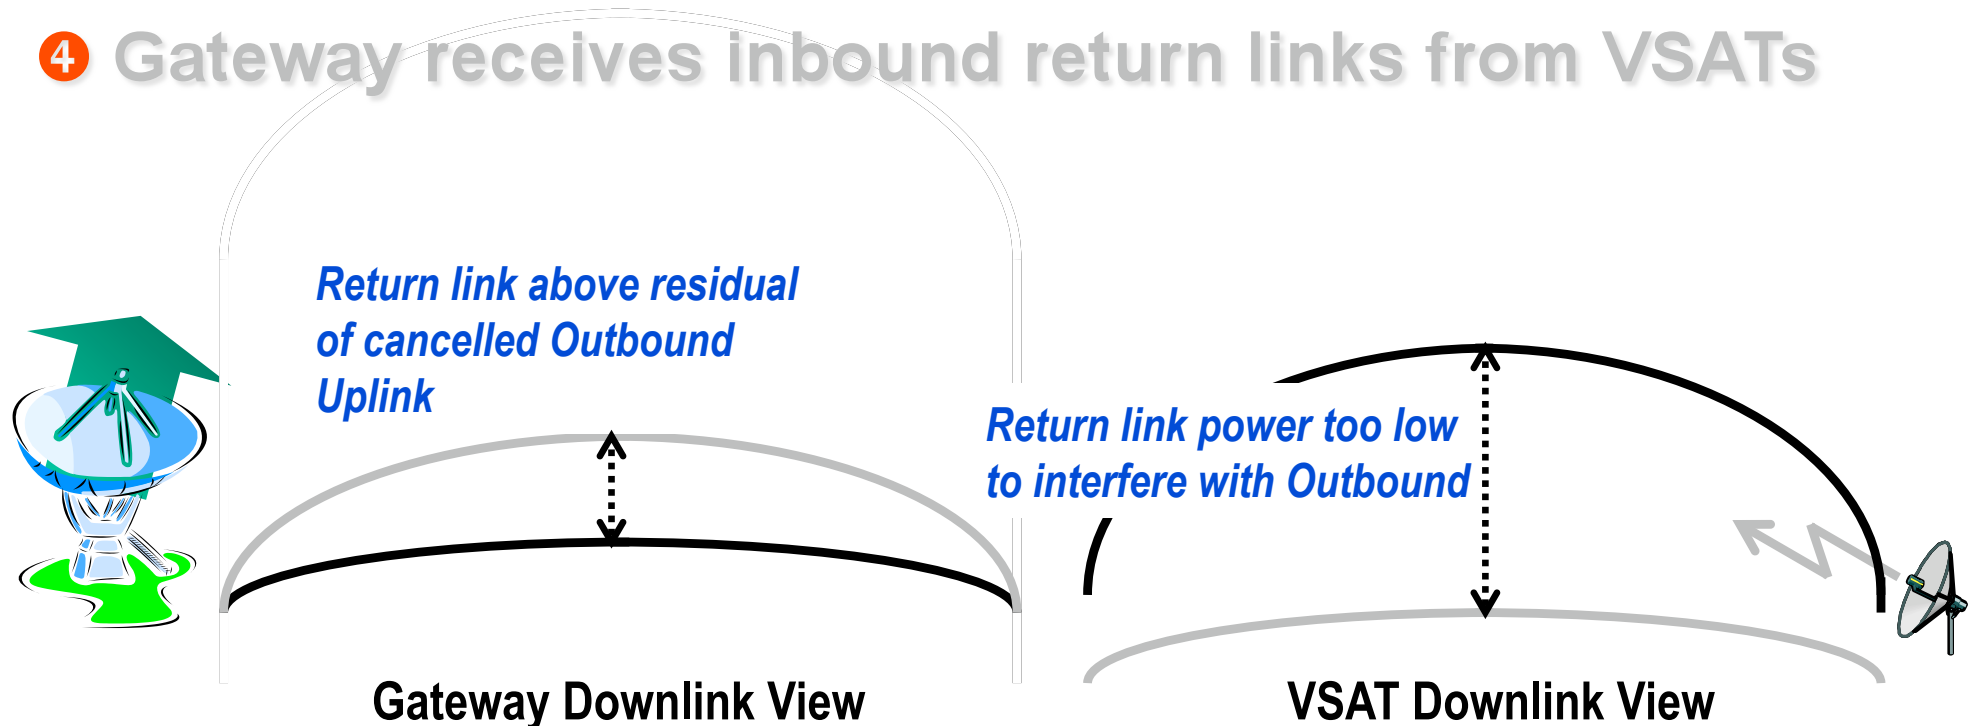 4 Gateway receives inbound return links from VSATs
Return link above residual
of cancelled Outbound
Uplink
Return link power too low
to interfere with Outbound
Gateway Downlink View
VSAT Downlink View